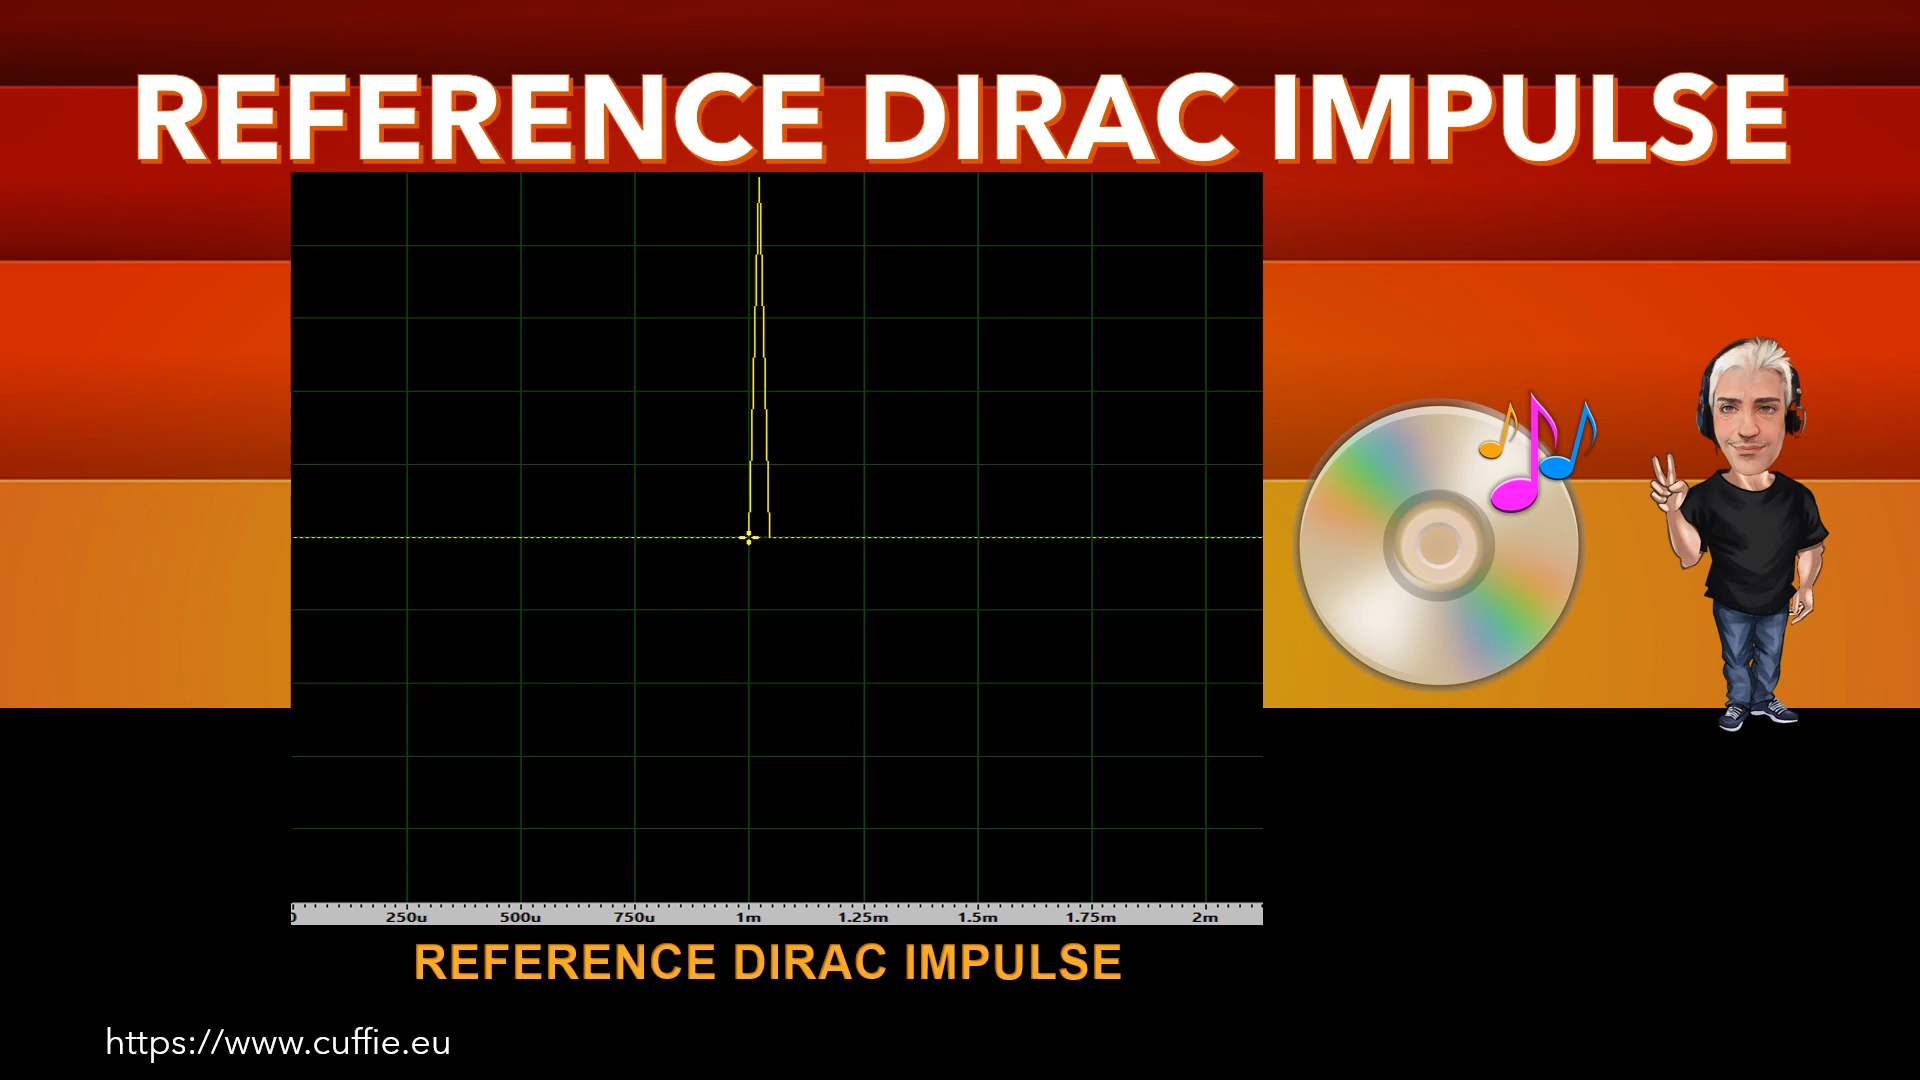 REFERENCE DIRAC IMPULSE
0 250u 500u 750u 1m 1.25m 1.5m 1.75m 2m
REFERENCE DIRAC IMPULSE
https://www.cuffie.eu